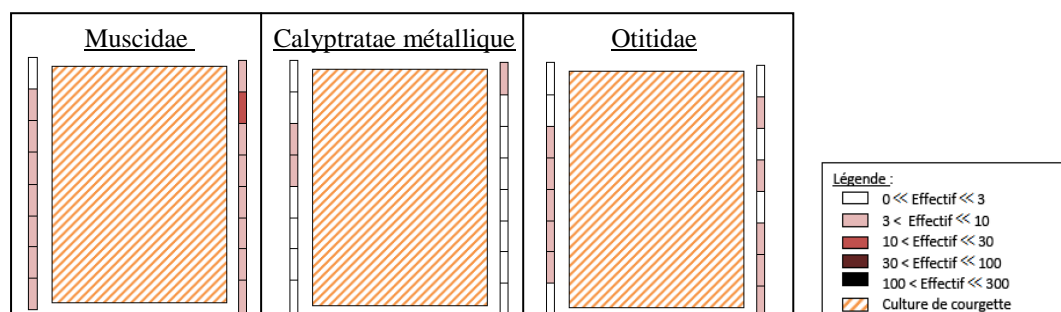 Muscidae
Calyptratae métallique
Otitidae
Légende :
0 << Effectif << 3
3 < Effectif << 10
10 < Effectif << 30
30 < Effectif << 100
100 < Effectif << 300
Culture de courgette